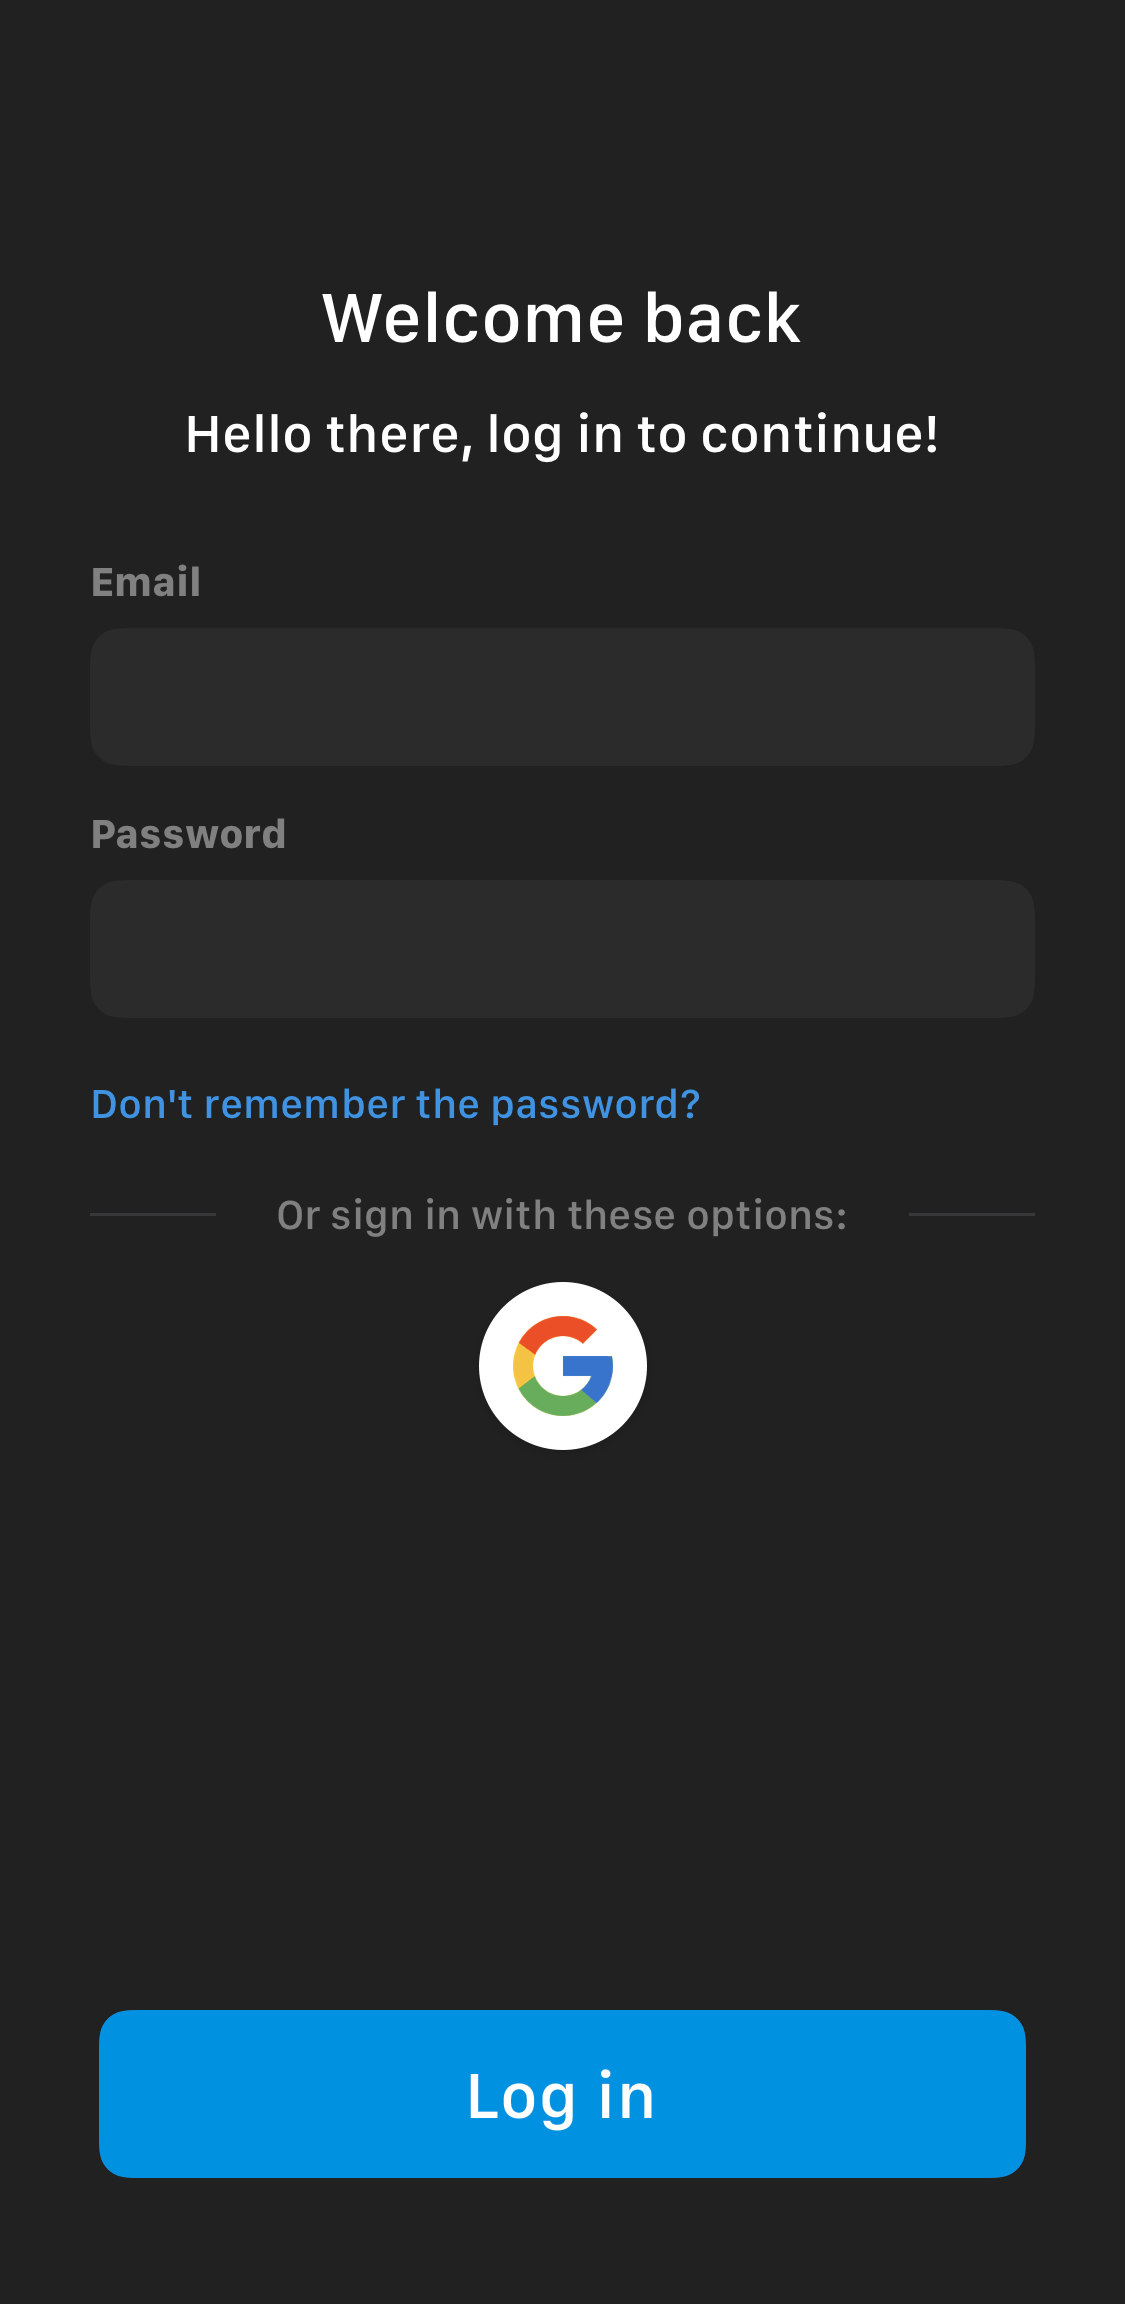 Welcome back
Hello there, log in to continue!
Email
Password
Don't remember the password?
Or sign in with these options:
Log in